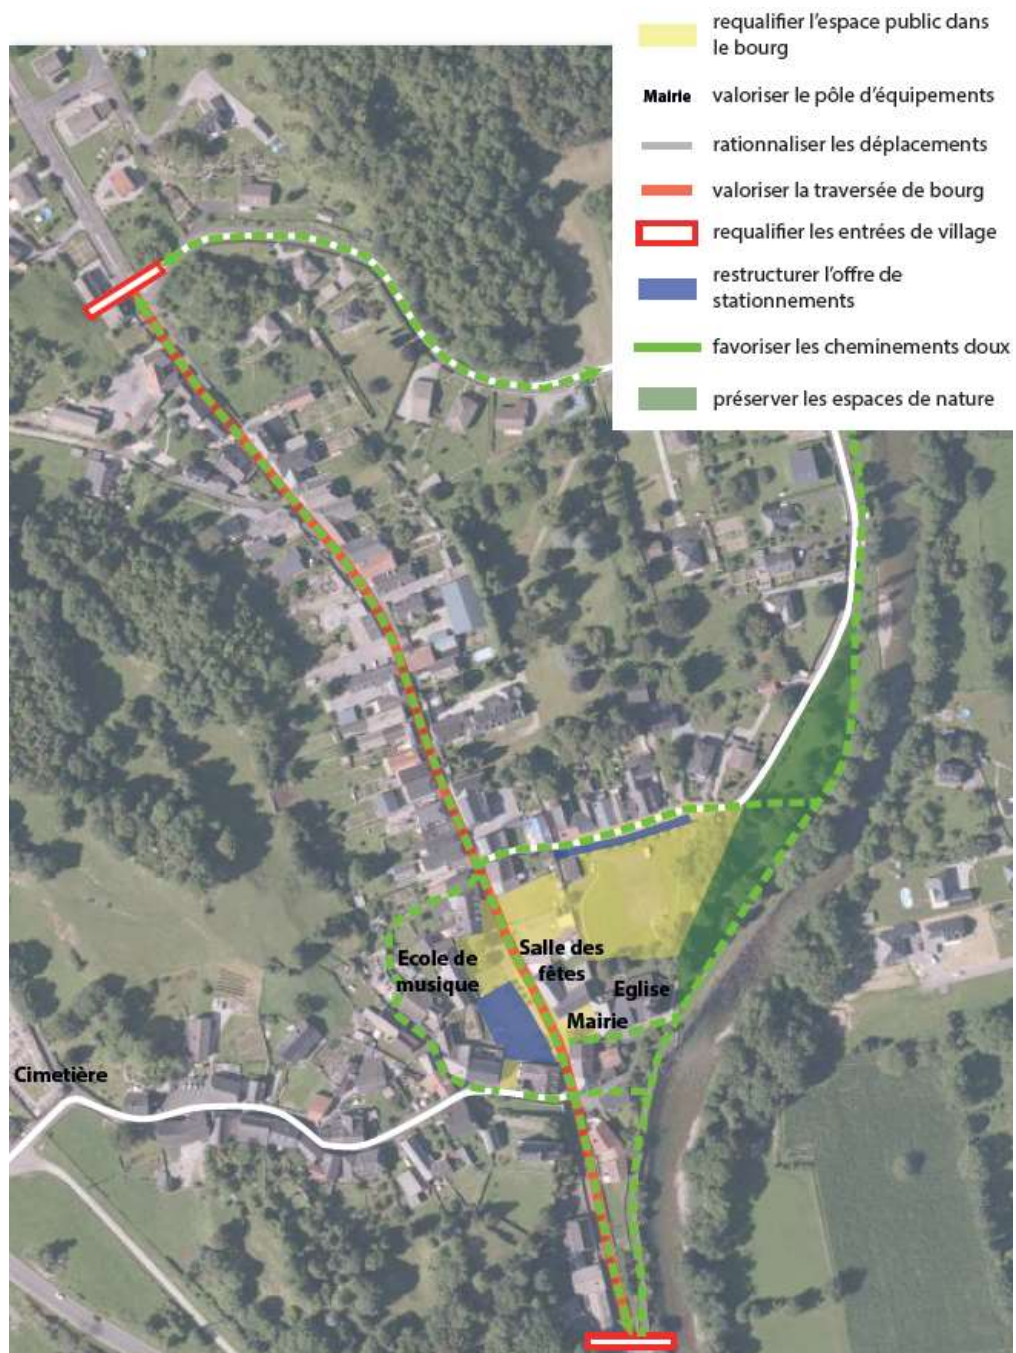 requalifier l'espace public dans
le bourg
Mairie valoriser le pôle d'équipements
rationnaliser les déplacements
valoriser la traversée de bourg
requalifier les entrées de village
restructurer l'offre de
stationnements
favoriser les cheminements doux
préserver les espaces de nature
Ecole de
musique
Salle des
fêtes
Eglise
Mairie
Cimetière